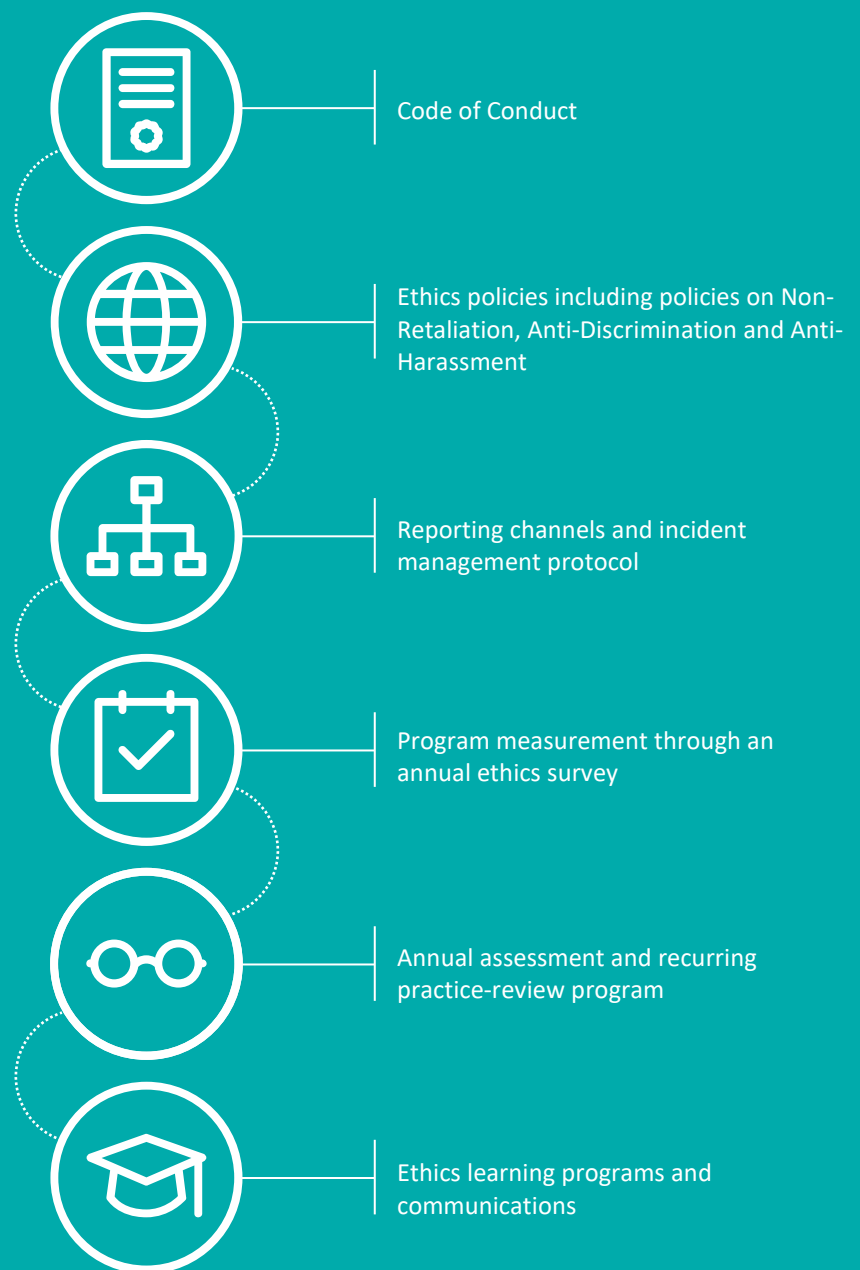 Code of Conduct
Ethics policies including policies on Non-
Retaliation, Anti-Discrimination and Anti-
Harassment
Reporting channels and incident
management protocol
Program measurement through an
annual ethics survey
Annual assessment and recurring
practice-review program
Ethics learning programs and
communications